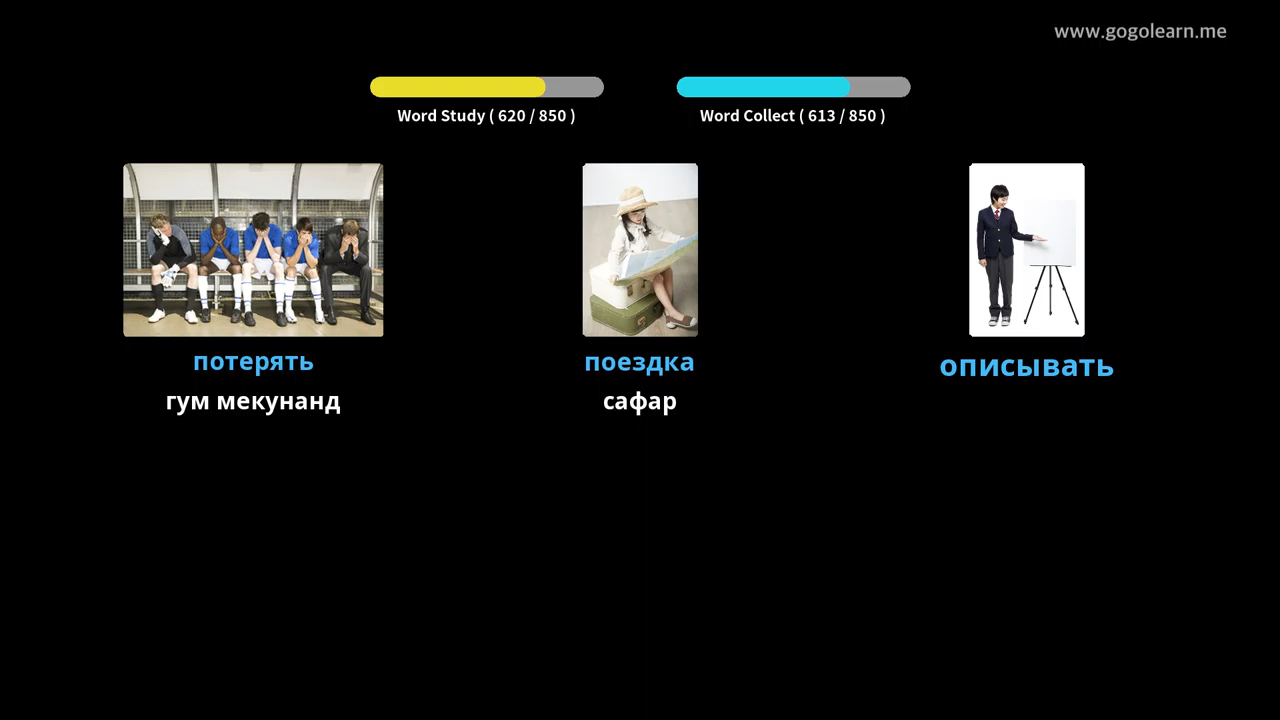 www.gogolearn.me
Word Study ( 620 / 850 )
Word Collect ( 613 / 850 )
потерять
гум мекунанд
поездка
сафар
описывать